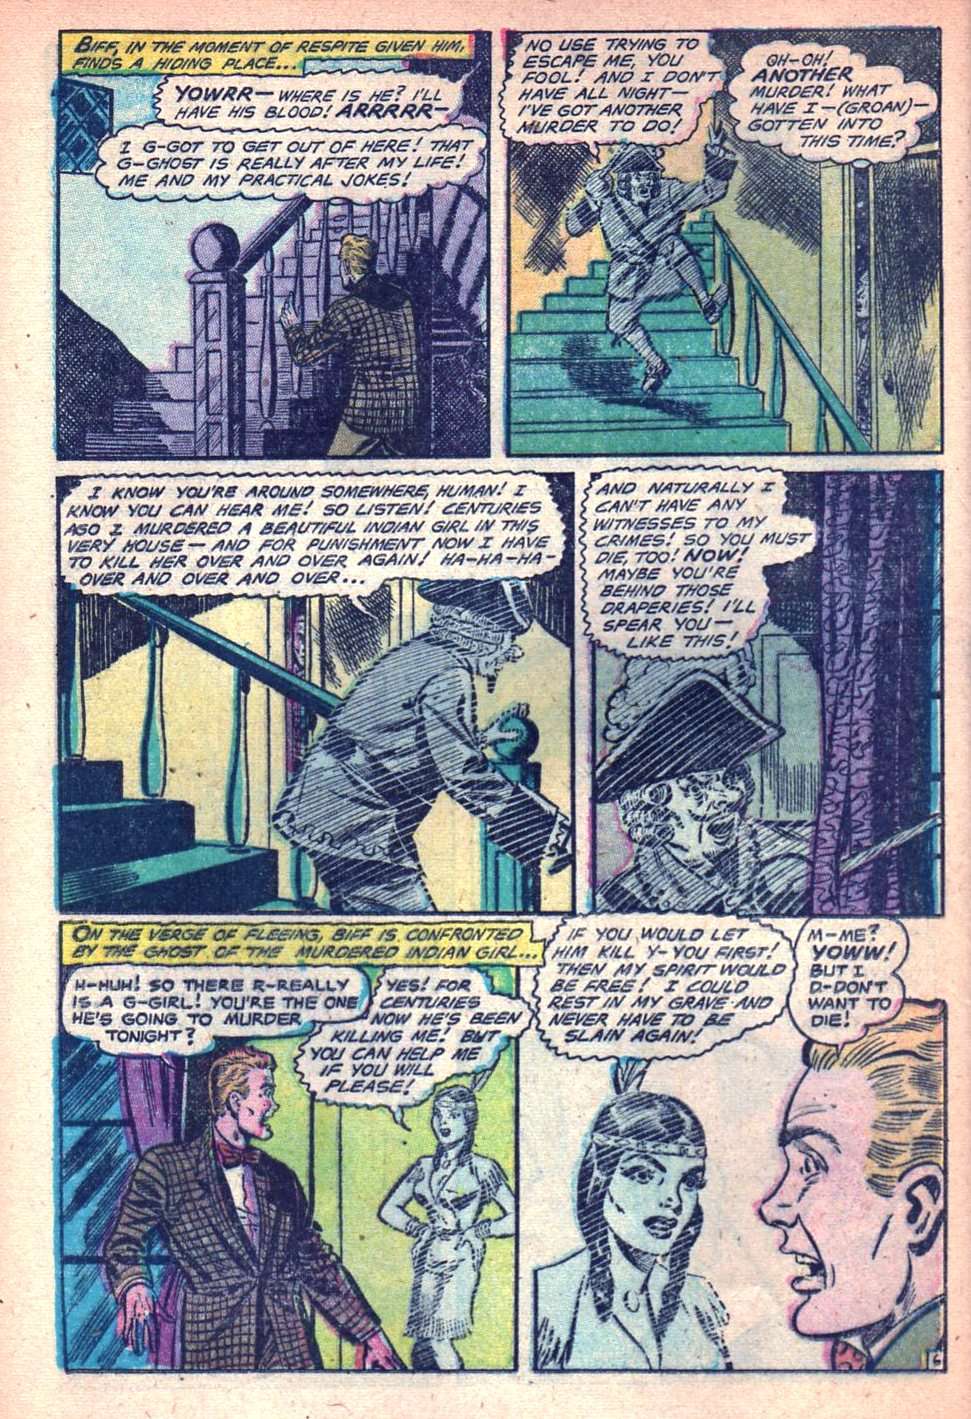 BIFF, IN THE MOMENT OF RESPITE GIVEN HIM,
FINDS A HIDING PLACE...
YOWRR— WHERE IS HE? I'LL
HAVE HIS BLOOD! ARRRRR—
I G-GOT TO GET OUT OF HERE! THAT
G-GHOST IS REALLY AFTER MY LIFE!
ME AND MY PRACTICAL JOKES!
NO USE TRYING TO
ESCAPE ME, YOU
FOOL! AND I DON'T
HAVE ALL NIGHT—
I'VE GOT ANOTHER
MURDER TO DO!
OH-OH!
ANOTHER
MURDER! WHAT
HAVE I—(GROAN)—
GOTTEN INTO
THIS TIME?
I KNOW YOU'RE AROUND SOMEWHERE, HUMAN! I
KNOW YOU CAN HEAR ME! SO LISTEN! CENTURIES
AGO I MURDERED A BEAUTIFUL INDIAN GIRL IN THIS
VERY HOUSE— AND FOR PUNISHMENT NOW I HAVE
TO KILL HER OVER AND OVER AGAIN! HA-HA-HA-
OVER AND OVER AND OVER...
AND NATURALLY I
CAN'T HAVE ANY
WITNESSES TO MY
CRIMES! SO YOU MUST
DIE, TOO! NOW!
MAYBE YOU'RE
BEHIND THOSE
DRAPERIES! I'LL
SPEAR YOU—
LIKE THIS!
ON THE VERGE OF FLEEING, BIFF IS CONFRONTED
BY THE GHOST OF THE MURDERED INDIAN GIRL...
H-HUH! SO THERE R-REALLY
IS A G-GIRL! YOU'RE THE ONE
HE'S GOING TO MURDER
TONIGHT?
YES! FOR
CENTURIES
NOW HE'S BEEN
KILLING ME! BUT
YOU CAN HELP ME
IF YOU WILL
PLEASE!
IF YOU WOULD LET
HIM KILL Y-YOU FIRST!
THEN MY SPIRIT WOULD
BE FREE! I COULD
REST IN MY GRAVE AND
NEVER HAVE TO BE
SLAIN AGAIN!
M-ME?
YOWW!
BUT I
D-DON'T
WANT TO
DIE!
6